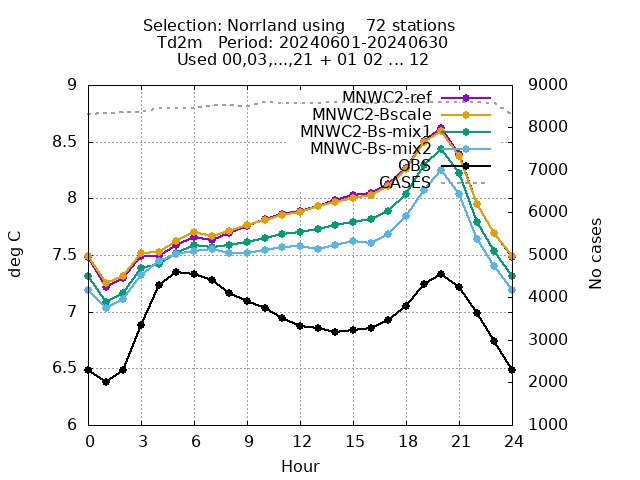 Selection: Norrland using    72 stations
Td2m   Period: 20240601-20240630
Used 00,03,...,21 + 01 02 ... 12
9
8.5
8
7.5
7
6.5
6
deg C
9000
8000
7000
6000
5000
4000
3000
2000
1000
No cases
MNWC2-ref
MNWC2-Bscale
MNWC2-Bs-mix1
MNWC-Bs-mix2
OBS
CASES
0 3 6 9 12 15 18 21 24
Hour